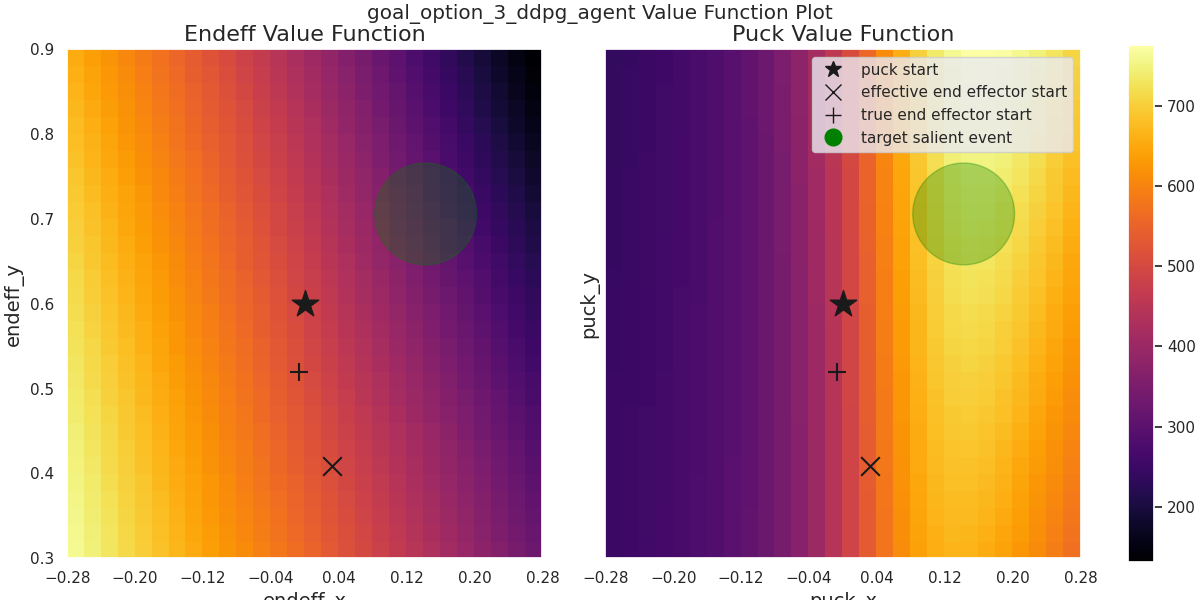 goal_option_3_ddpg_agent Value Function Plot
Endeff Value Function
0.9
0.8
0.7
0.6
0.5
0.4
0.3
endeff_y
−0.28 −0.20 −0.12 −0.04 0.04 0.12 0.20 0.28
endeff_x
Puck Value Function
puck start
effective end effector start
true end effector start
target salient event
puck_y
−0.28 −0.20 −0.12 −0.04 0.04 0.12 0.20 0.28
puck_x
700
600
500
400
300
200